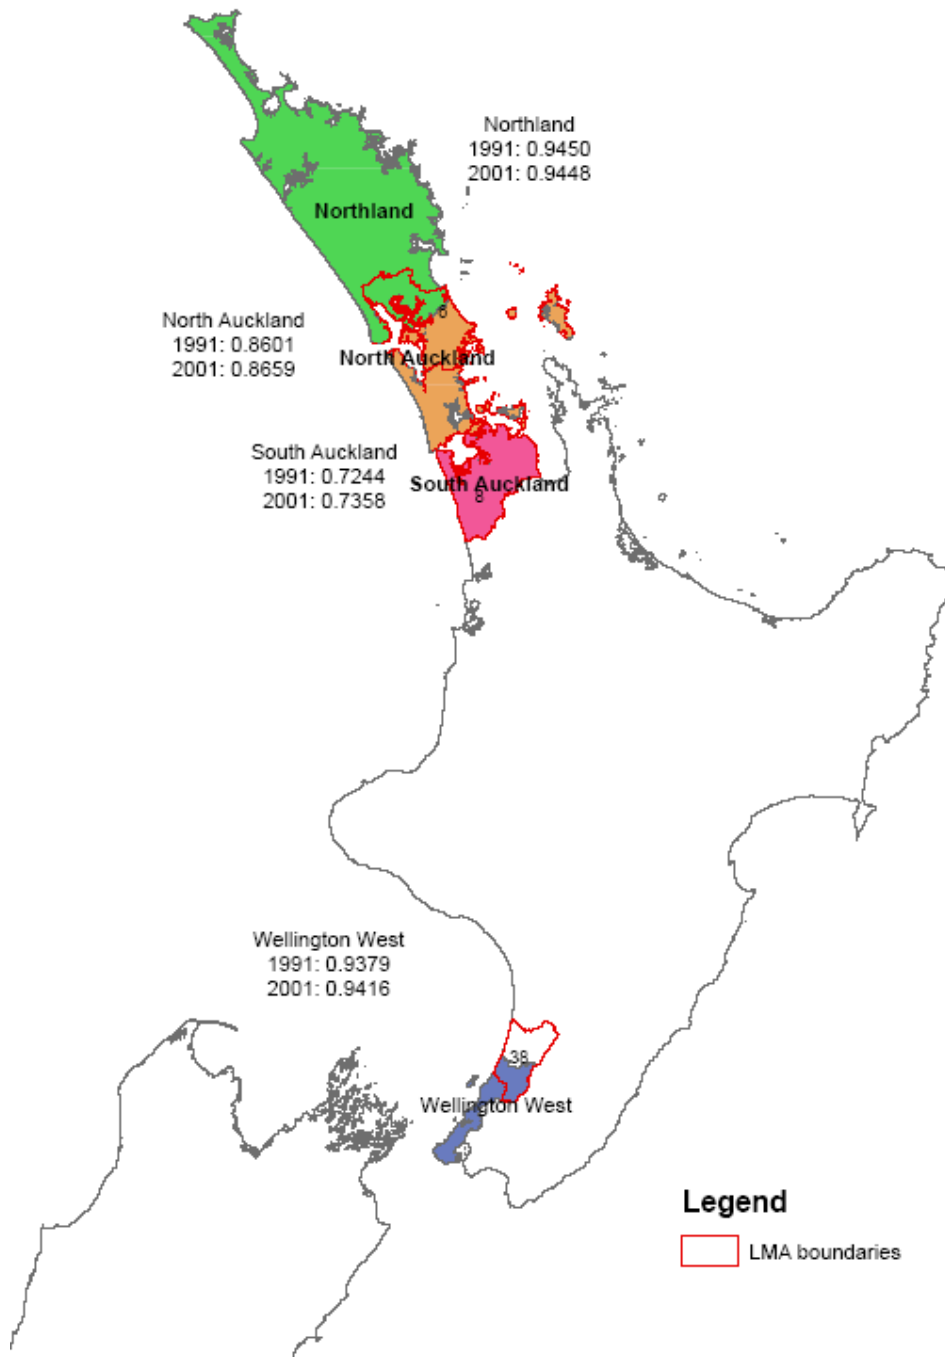 Northland
1991: 0.9450
2001: 0.9448
Northland
6
North Auckland
1991: 0.8601
2001: 0.8659
North Auckland
South Auckland
1991: 0.7244
2001: 0.7358
South Auckland
8
Wellington West
1991: 0.9379
2001: 0.9416
38
Wellington West
Legend
LMA boundaries